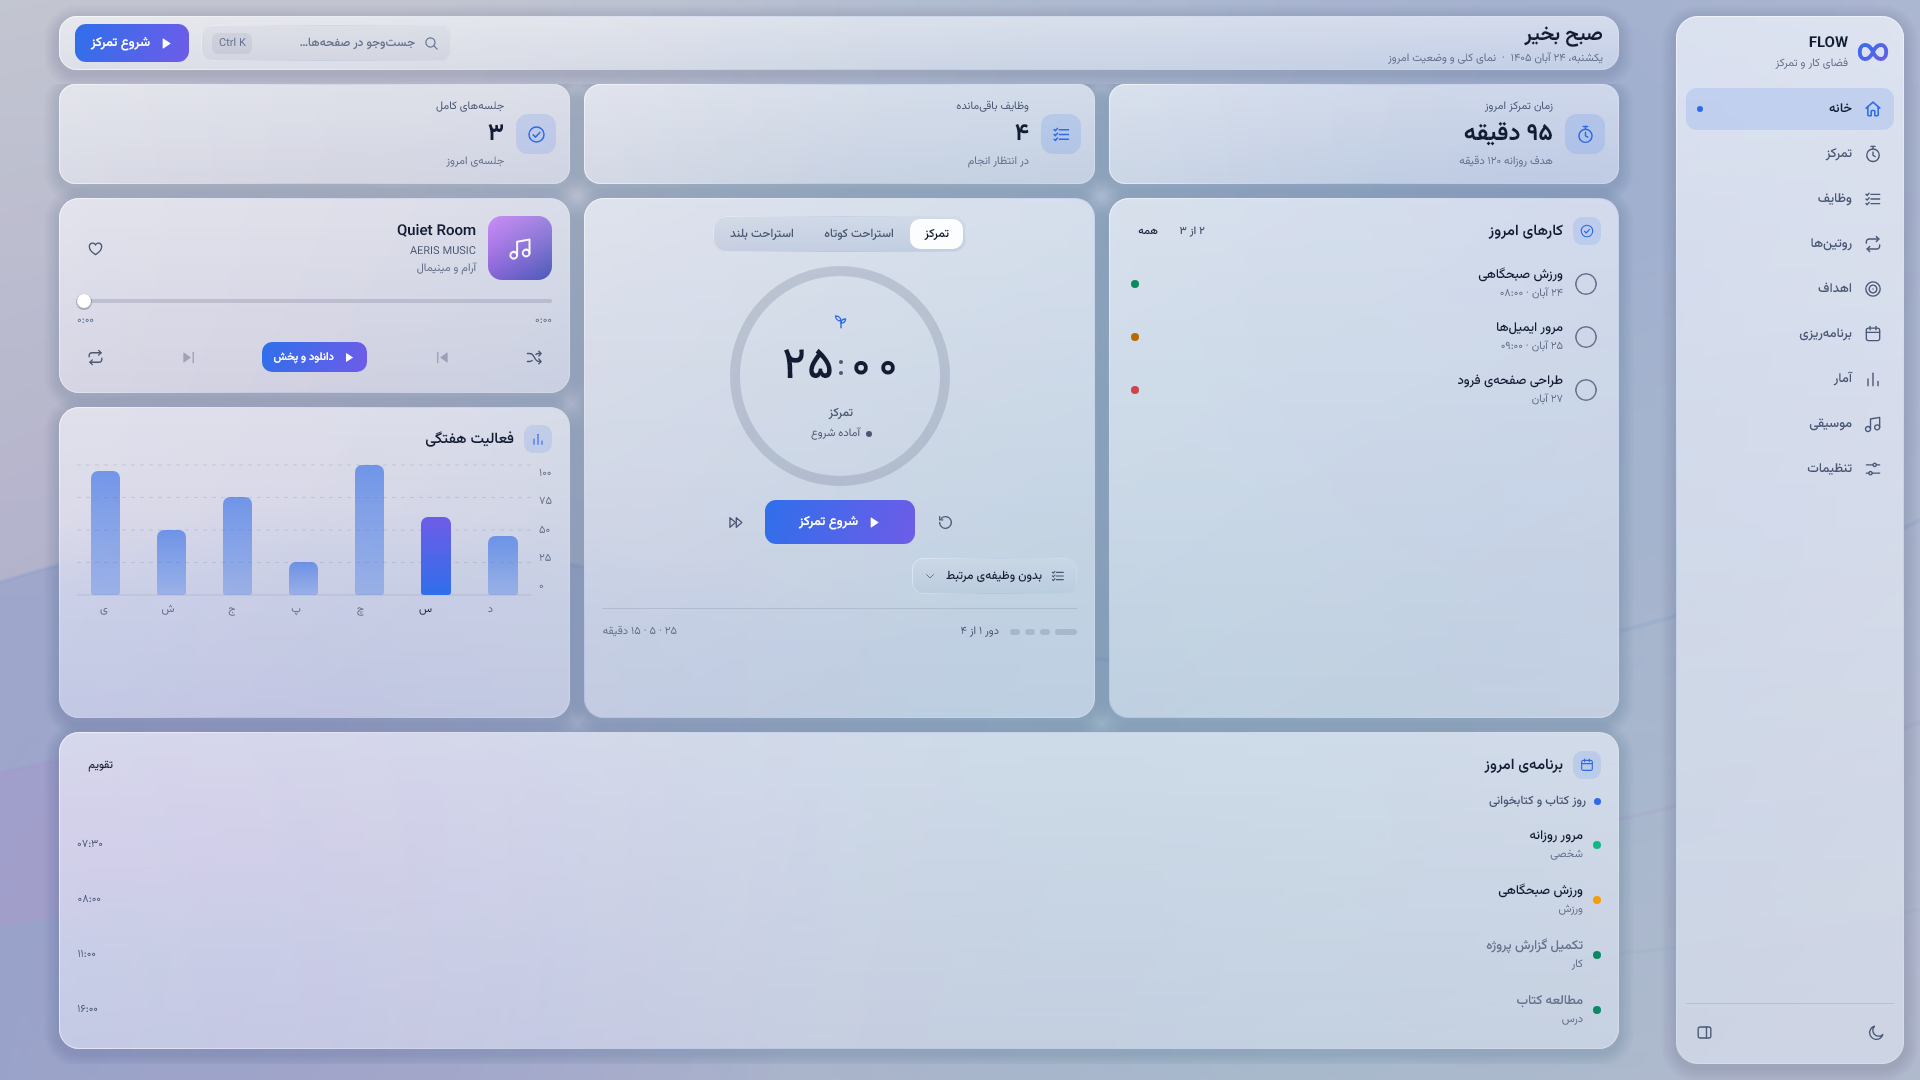 FLOW
فضای کار و تمرکز
خانه
تمرکز
وظایف
روتین‌ها
اهداف
برنامه‌ریزی
آمار
موسیقی
تنظیمات
صبح بخیر
یکشنبه، ۲۴ آبان ۱۴۰۵ · نمای کلی و وضعیت امروز
جست‌وجو در صفحه‌ها...
Ctrl K
شروع تمرکز
زمان تمرکز امروز
۹۵ دقیقه
هدف روزانه ۱۲۰ دقیقه
وظایف باقی‌مانده
۴
در انتظار انجام
جلسه‌های کامل
۳
جلسه‌ی امروز
کارهای امروز
۲ از ۳
همه
ورزش صبحگاهی
۲۴ آبان · ۰۸:۰۰
مرور ایمیل‌ها
۲۵ آبان · ۰۹:۰۰
طراحی صفحه‌ی فرود
۲۷ آبان
تمرکز
استراحت کوتاه
استراحت بلند
۲۵:۰۰
تمرکز
آماده شروع
شروع تمرکز
بدون وظیفه‌ی مرتبط
دور ۱ از ۴
۲۵ · ۵ · ۱۵ دقیقه
Quiet Room
AERIS MUSIC
آرام و مینیمال
۰:۰۰
۰:۰۰
دانلود و پخش
فعالیت هفتگی
۱۰۰
۷۵
۵۰
۲۵
۰
د
س
چ
پ
ج
ش
ی
برنامه‌ی امروز
تقویم
روز کتاب و کتابخوانی
مرور روزانه
شخصی
۰۷:۳۰
ورزش صبحگاهی
ورزش
۰۸:۰۰
تکمیل گزارش پروژه
کار
۱۱:۰۰
مطالعه کتاب
درس
۱۶:۰۰